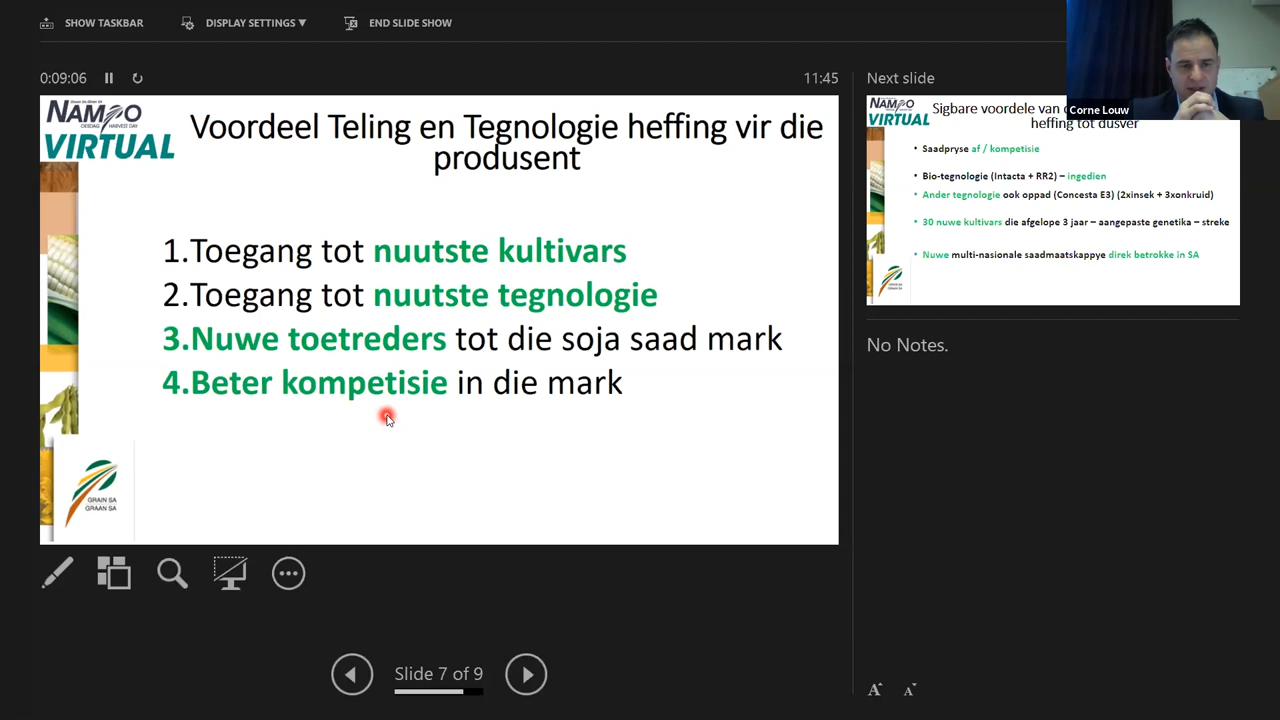 SHOW TASKBAR
DISPLAY SETTINGS ▼
END SLIDE SHOW
0:09:06
11:45
Next slide
Corne Louw
NAMPO
OESDAG HARVEST DAY
VIRTUAL
Voordeel Teling en Tegnologie heffing vir die
produsent
1.Toegang tot nuutste kultivars
2.Toegang tot nuutste tegnologie
3.Nuwe toetreders tot die soja saad mark
4.Beter kompetisie in die mark
GRAIN SA
GRAAN SA
NAMPO
VIRTUAL
Sigbare voordele van
heffing tot dusver
• Saadpryse af / kompetisie
• Bio-tegnologie (Intacta + RR2) – ingedien
• Ander tegnologie ook oppad (Concesta E3) (2xinsek + 3xonkruid)
• 30 nuwe kultivars die afgelope 3 jaar – aangepaste genetika – streke
• Nuwe multi-nasionale saadmaatskappye direk betrokke in SA
No Notes.
Slide 7 of 9
A A